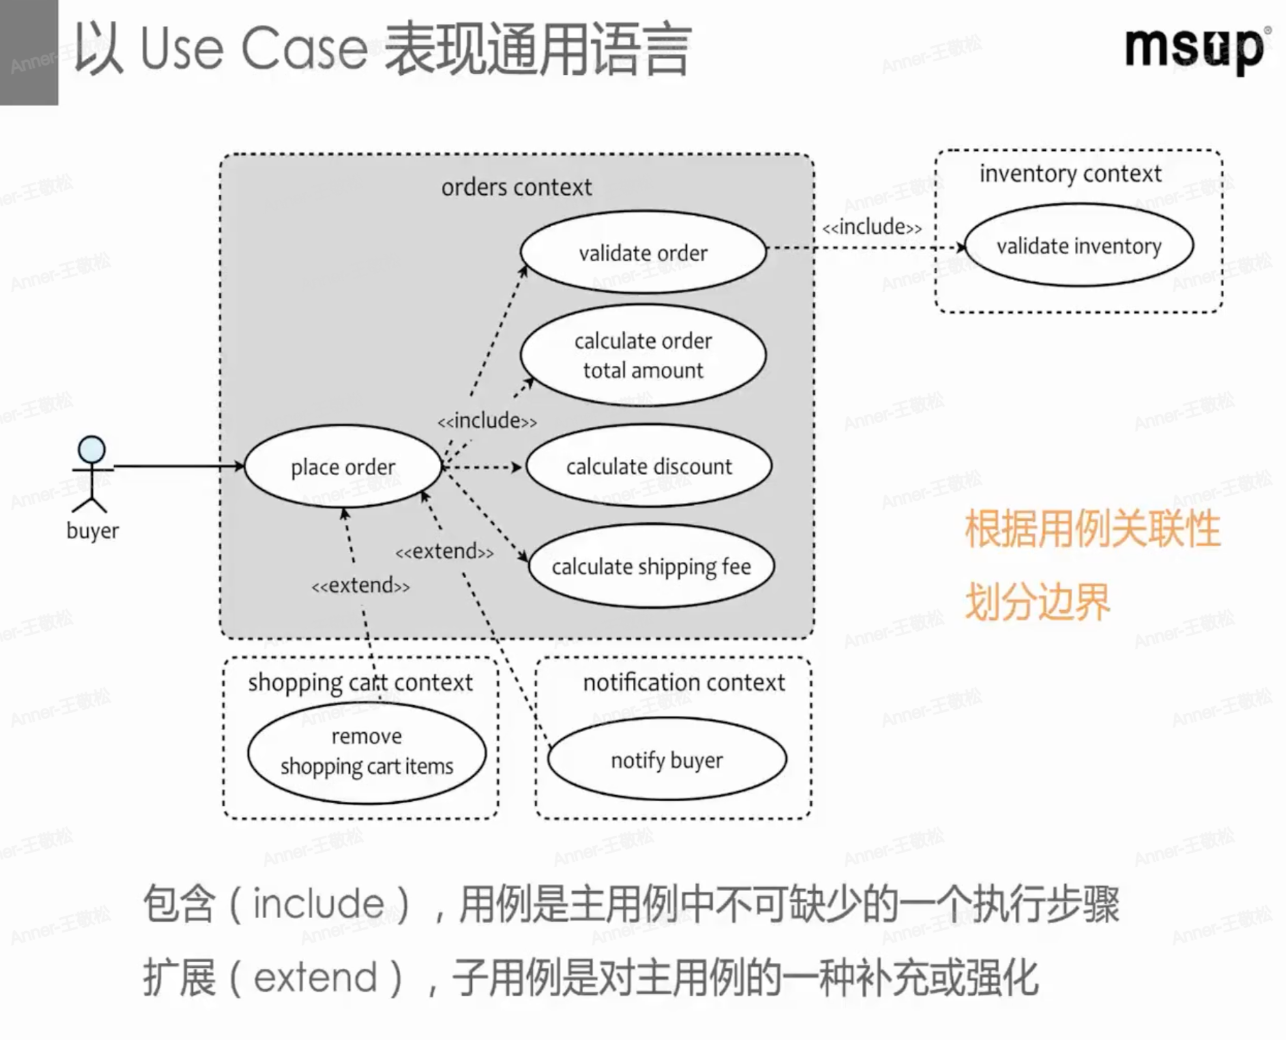 以 Use Case 表现通用语言
msup®
orders context
inventory context
validate order
<<include>>
validate inventory
calculate order
total amount
<<include>>
place order
calculate discount
buyer
<<extend>>
<<extend>>
calculate shipping fee
根据用例关联性
划分边界
shopping cart context
notification context
remove
shopping cart items
notify buyer
包含（include），用例是主用例中不可缺少的一个执行步骤
扩展（extend），子用例是对主用例的一种补充或强化
Anner-王敬松